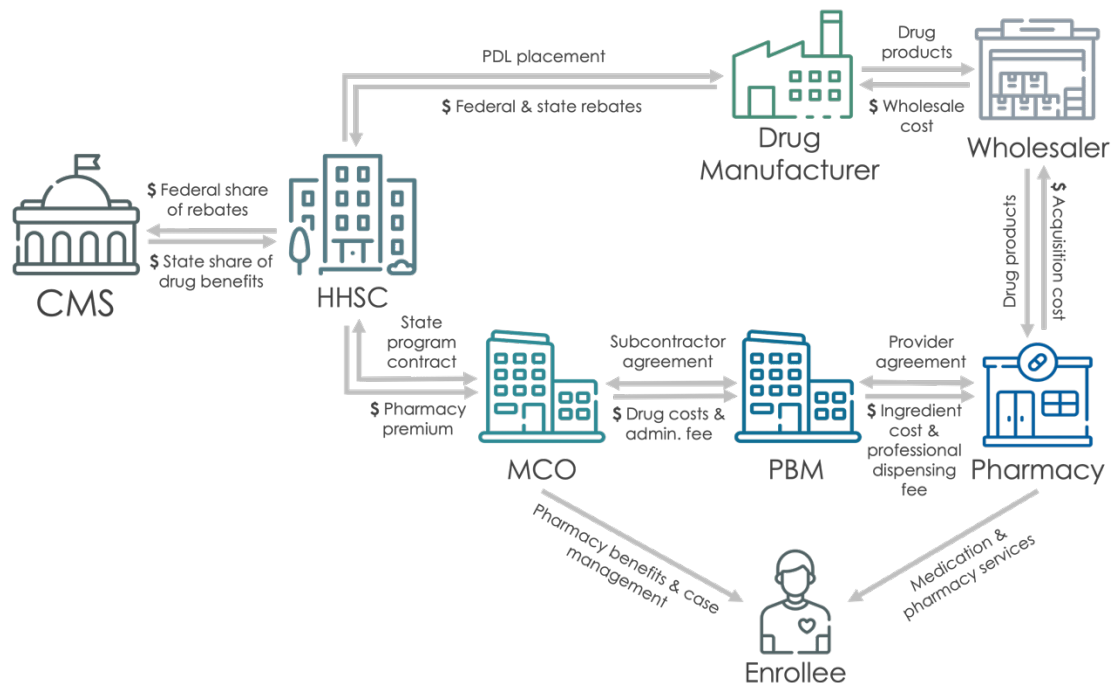 PDL placement
$ Federal & state rebates
Drug
products
$ Wholesale
cost
Drug
Manufacturer
Wholesaler
$ Federal share
of rebates
$ State share of
drug benefits
CMS
HHSC
Drug products
$ Acquisition cost
State
program
contract
$ Pharmacy
premium
Subcontractor
agreement
$ Drug costs &
admin. fee
Provider
agreement
$ Ingredient
cost &
professional
dispensing
fee
MCO
PBM
Pharmacy
Pharmacy benefits & case
management
Medication &
pharmacy services
Enrollee